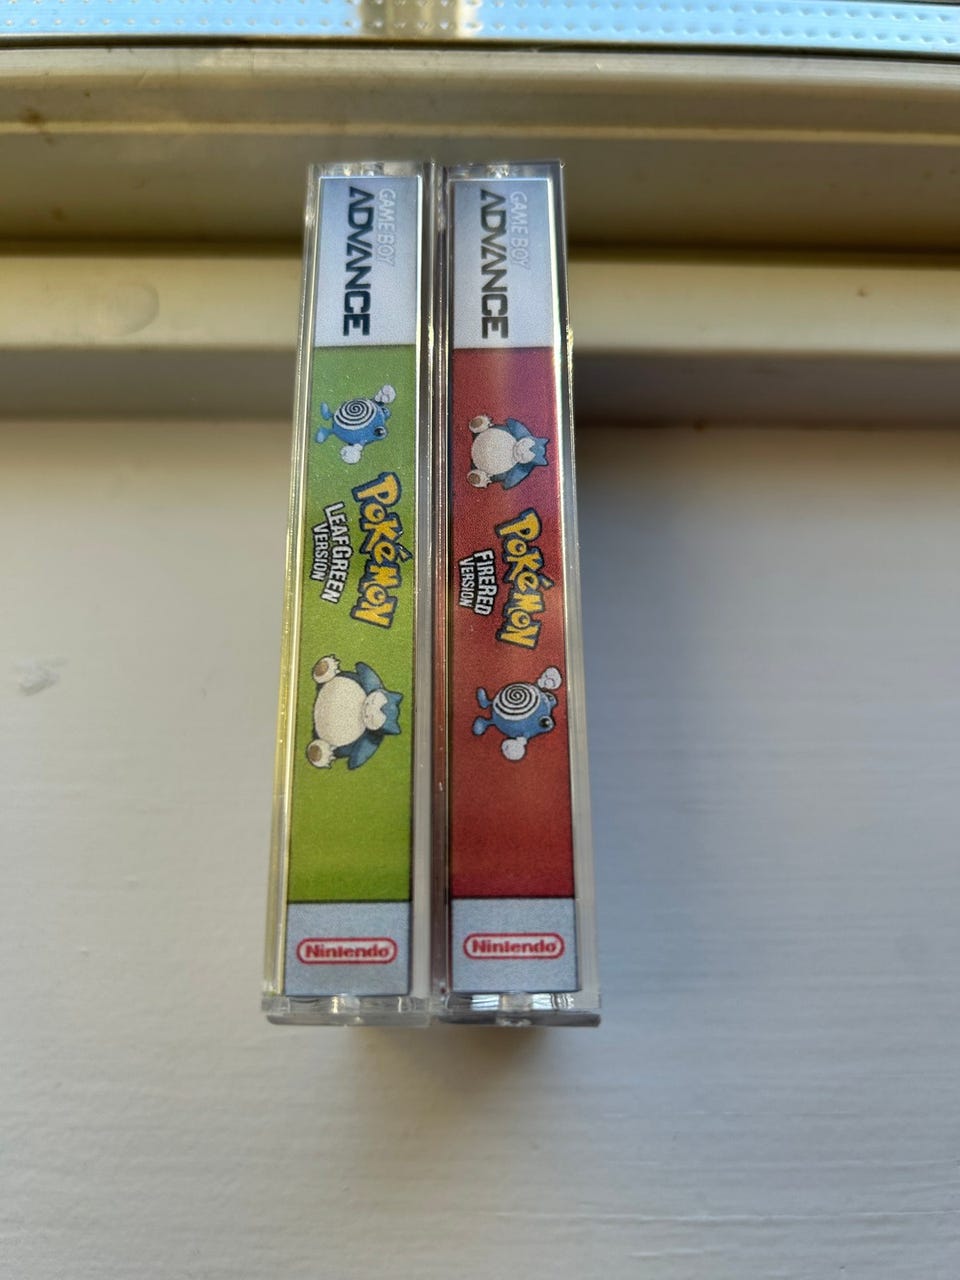 GAME BOY
ADVANCE
POKÉMON
LEAFGREEN
VERSION
Nintendo
GAME BOY
ADVANCE
POKÉMON
FIRERED
VERSION
Nintendo